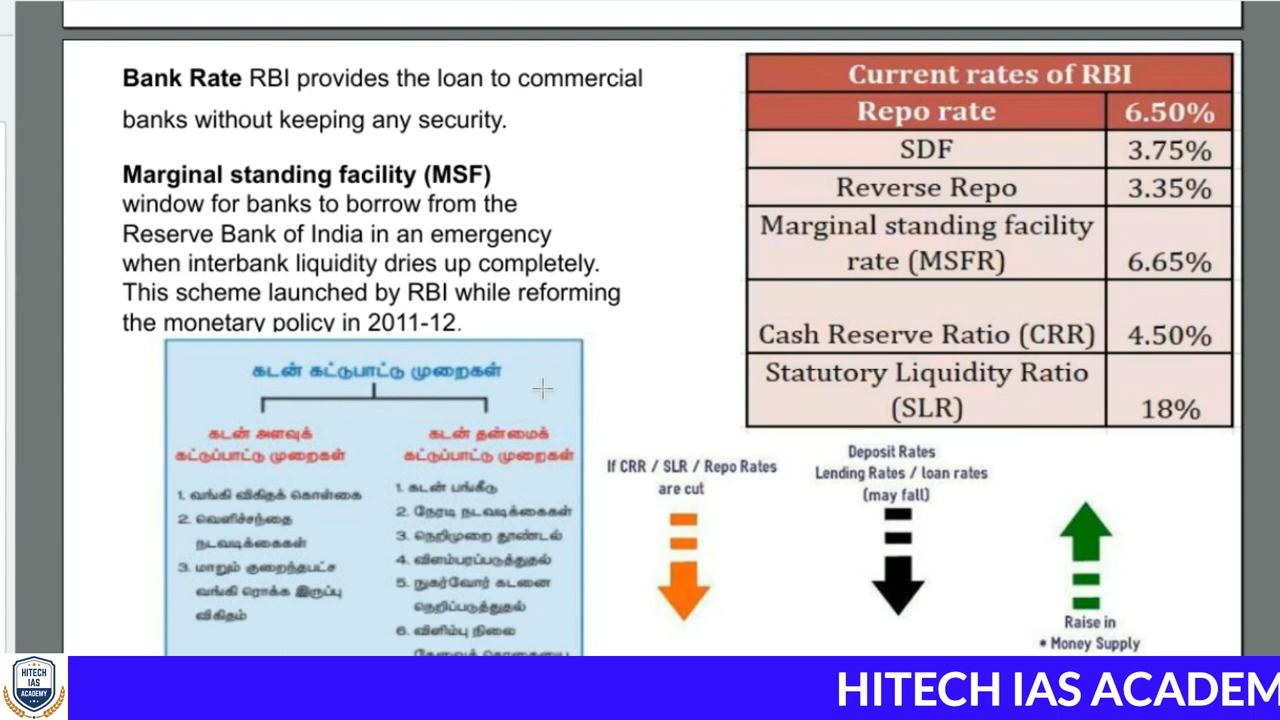 Bank Rate RBI provides the loan to commercial
banks without keeping any security.
Marginal standing facility (MSF)
window for banks to borrow from the
Reserve Bank of India in an emergency
when interbank liquidity dries up completely.
This scheme launched by RBI while reforming
the monetary policy in 2011-12.
Current rates of RBI
Repo rate 6.50%
SDF 3.75%
Reverse Repo 3.35%
Marginal standing facility
rate (MSFR) 6.65%
Cash Reserve Ratio (CRR) 4.50%
Statutory Liquidity Ratio
(SLR) 18%
கடன் கட்டுபாட்டு முறைகள்
கடன் அளவுக்
கட்டுப்பாட்டு முறைகள்
1. வங்கி விகிதக் கொள்கை
2. வெளிச்சந்தை
நடவடிக்கைகள்
3. மாறும் குறைந்தபட்ச
வங்கி ரொக்க இருப்பு
விகிதம்
கடன் தன்மைக்
கட்டுப்பாட்டு முறைகள்
1. கடன் பங்கீடு
2. நேரடி நடவடிக்கைகள்
3. நெறிமுறை தூண்டல்
4. விளம்பரப்படுத்துதல்
5. நுகர்வோர் கடனை
நெறிப்படுத்துதல்
6. விளிம்பு நிலை
If CRR / SLR / Repo Rates
are cut
Deposit Rates
Lending Rates / loan rates
(may fall)
Raise in
* Money Supply
HITECH
IAS
ACADEMY
HITECH IAS ACADEM